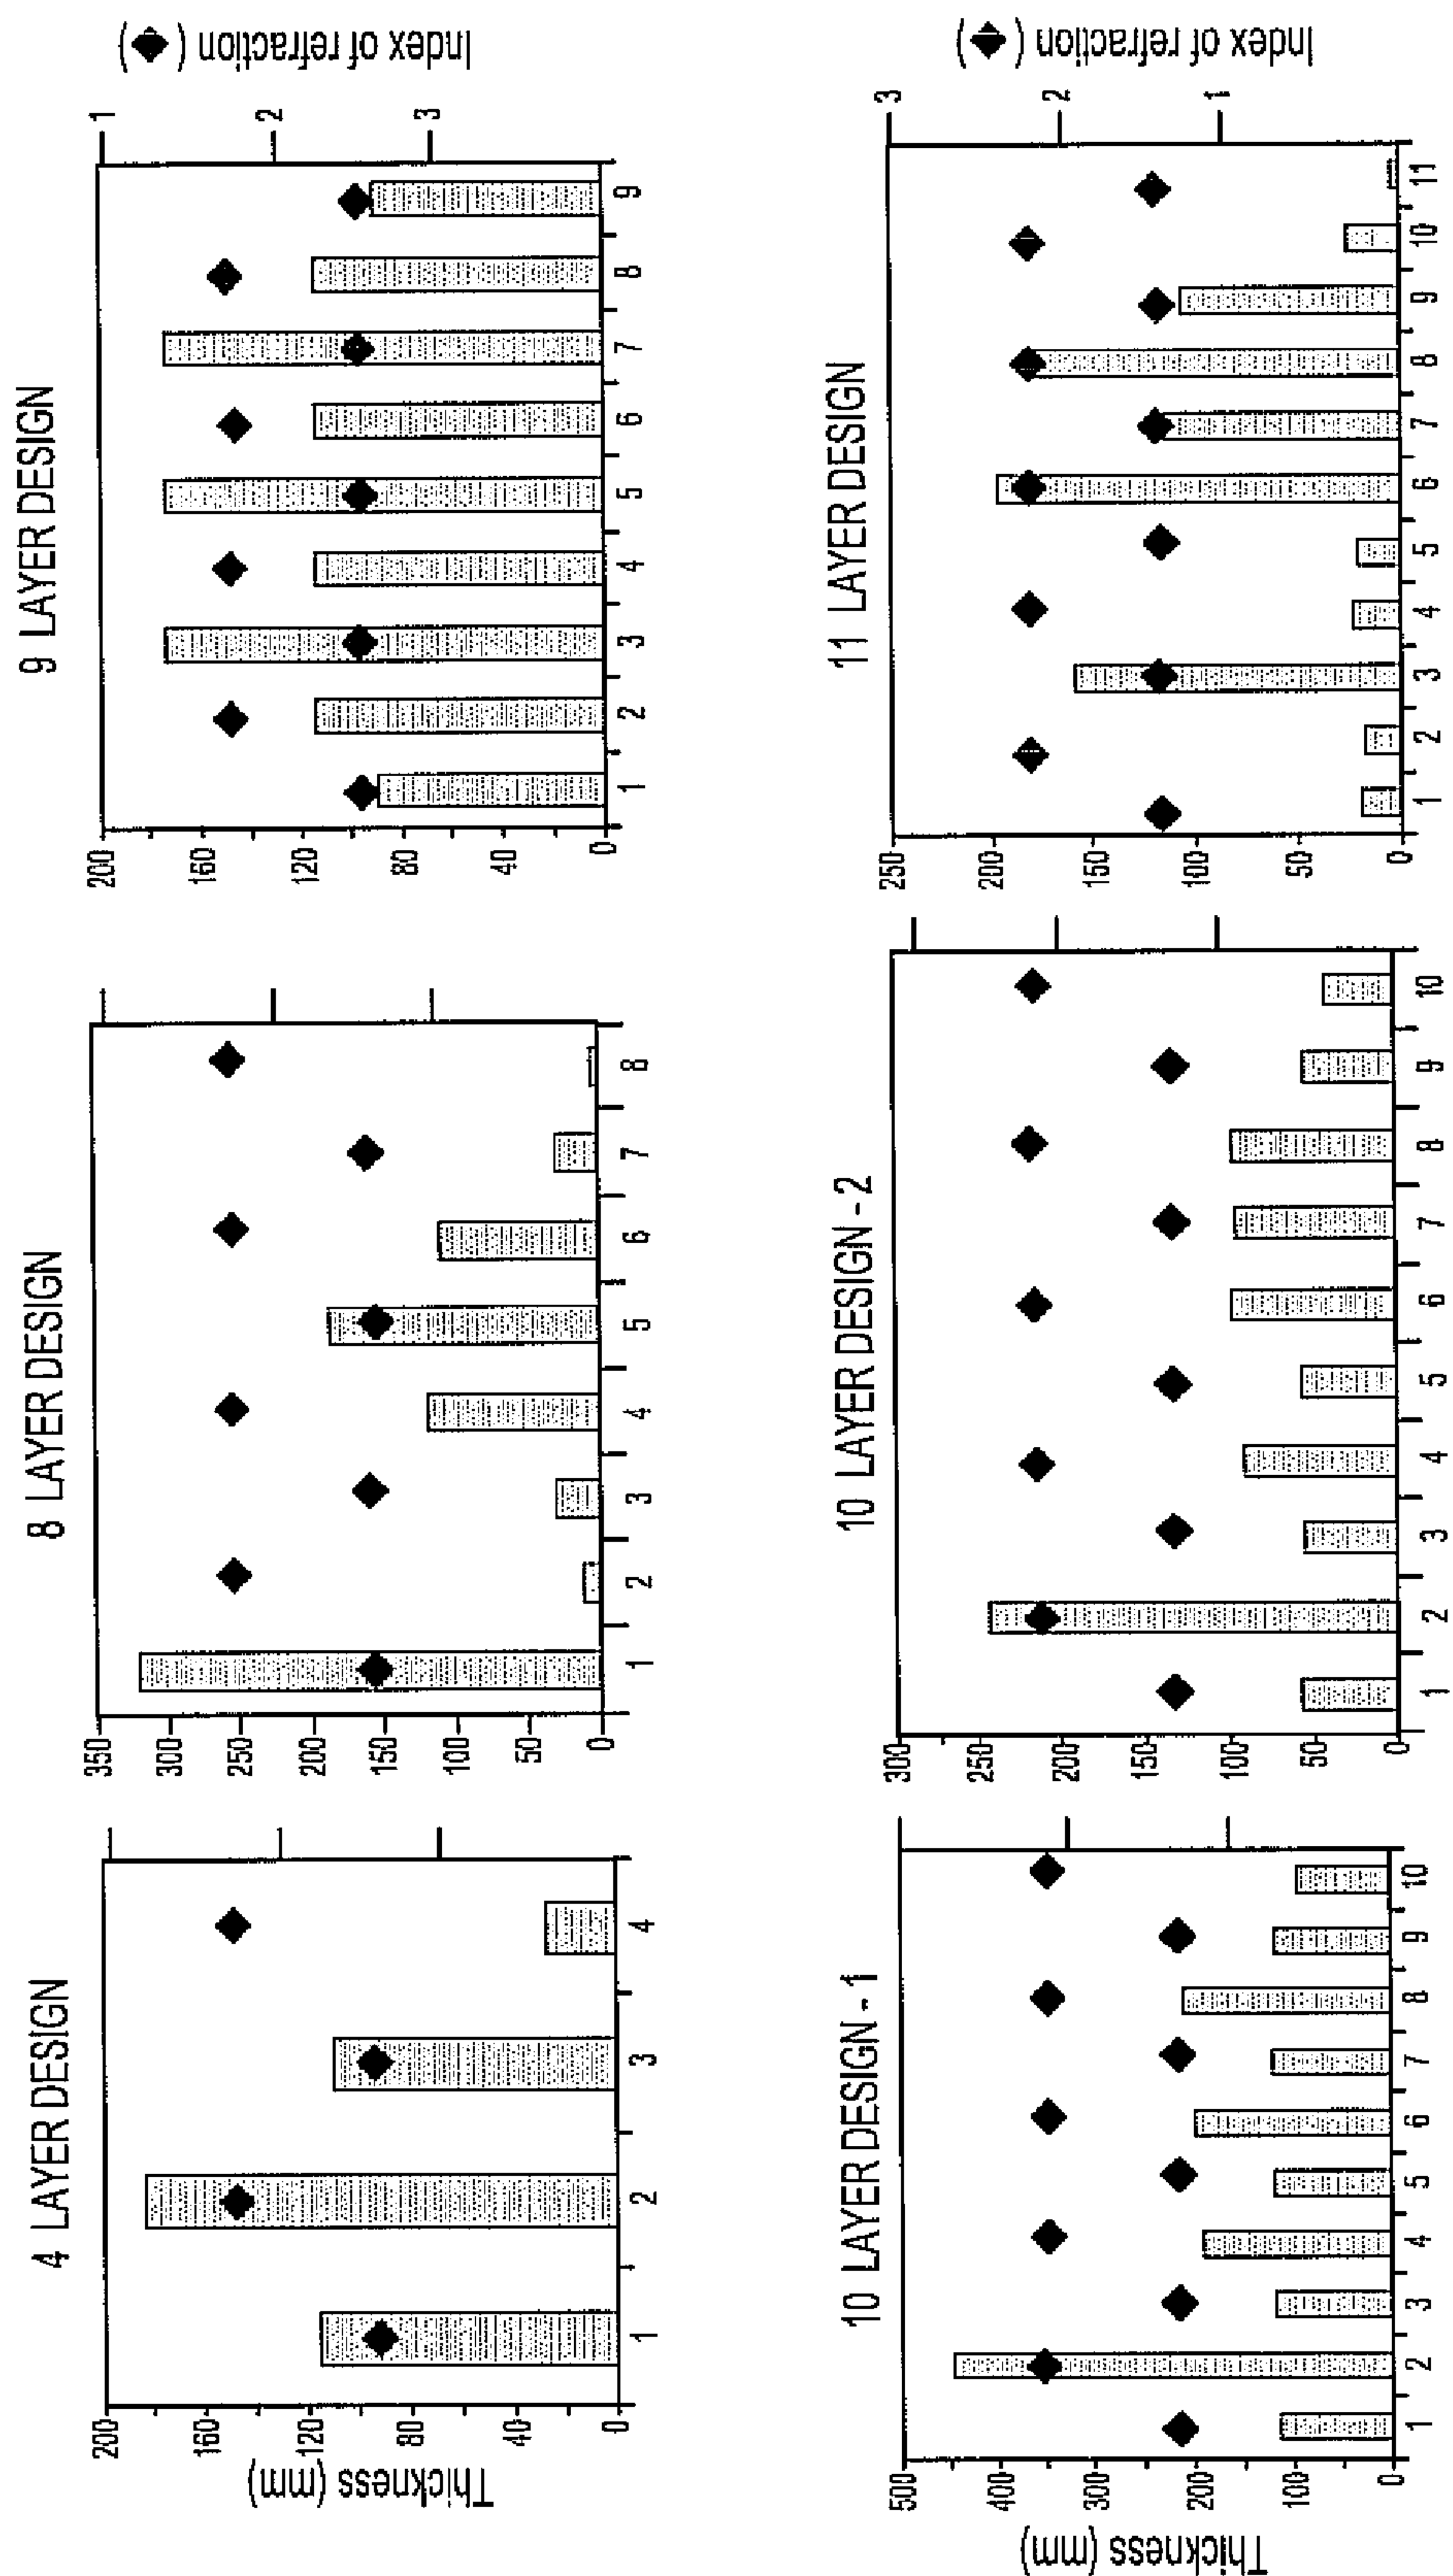 4 LAYER DESIGN
Thickness (mm)
200
160
120
80
40
0
1 2 3 4
8 LAYER DESIGN
350
300
250
200
150
100
50
0
1 2 3 4 5 6 7 8
9 LAYER DESIGN
200
160
120
80
40
0
1 2 3 4 5 6 7 8 9
1
2
3
Index of refraction (◆)
10 LAYER DESIGN - 1
Thickness (mm)
500
400
300
200
100
0
1 2 3 4 5 6 7 8 9 10
10 LAYER DESIGN - 2
300
250
200
150
100
50
0
1 2 3 4 5 6 7 8 9 10
11 LAYER DESIGN
250
200
150
100
50
0
1 2 3 4 5 6 7 8 9 10 11
3
2
1
Index of refraction (◆)